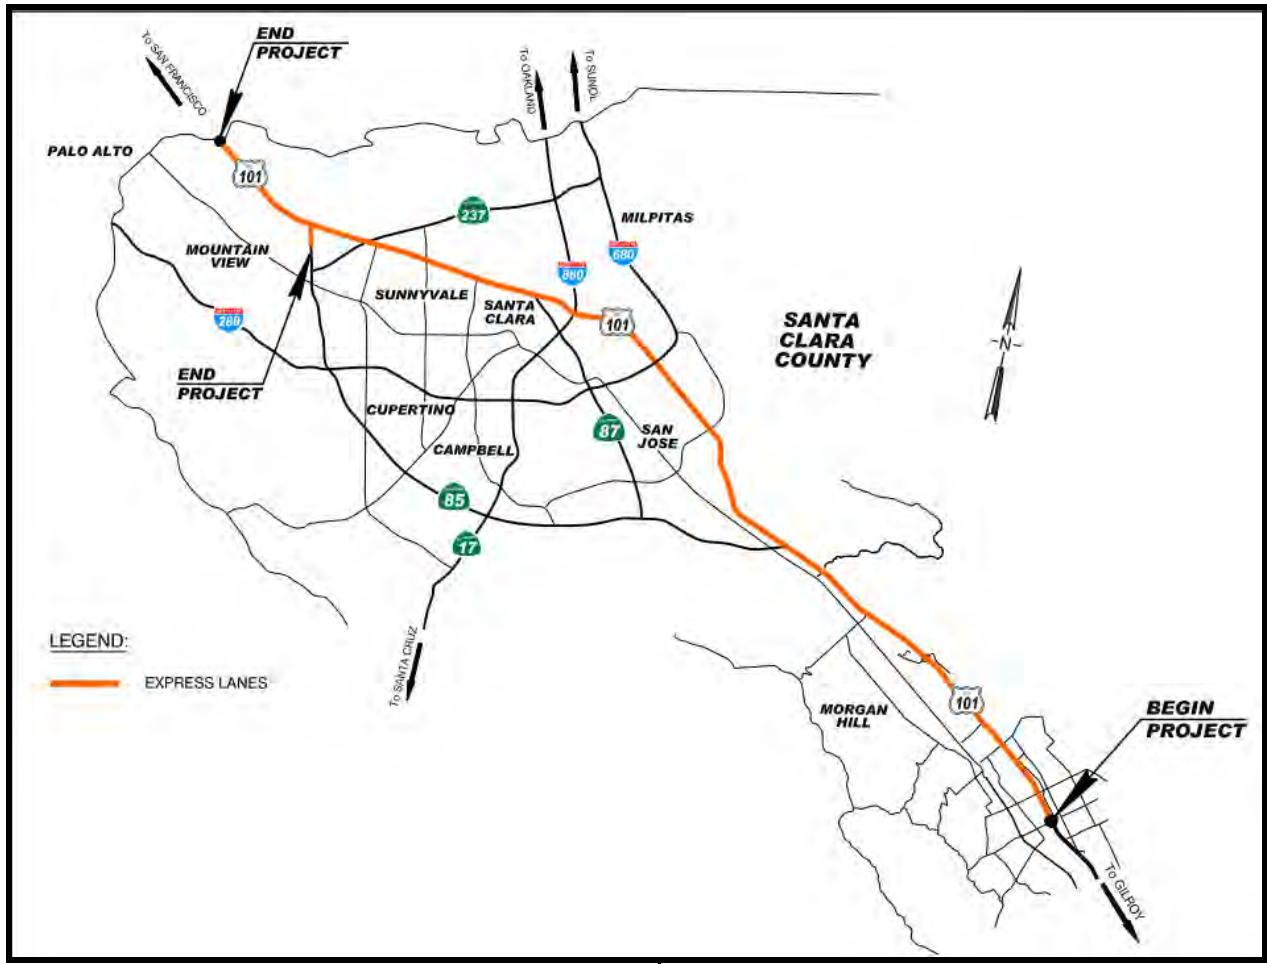 END
PROJECT
To SAN FRANCISCO
To OAKLAND
To SUNOL
PALO ALTO
101
237
MILPITAS
MOUNTAIN
VIEW
680
880
SUNNYVALE
SANTA
CLARA
280
101
SANTA
CLARA
COUNTY
N
END
PROJECT
CUPERTINO
87
SAN
JOSE
CAMPBELL
85
17
LEGEND:
To SANTA CRUZ
EXPRESS LANES
101
MORGAN
HILL
BEGIN
PROJECT
To GILROY